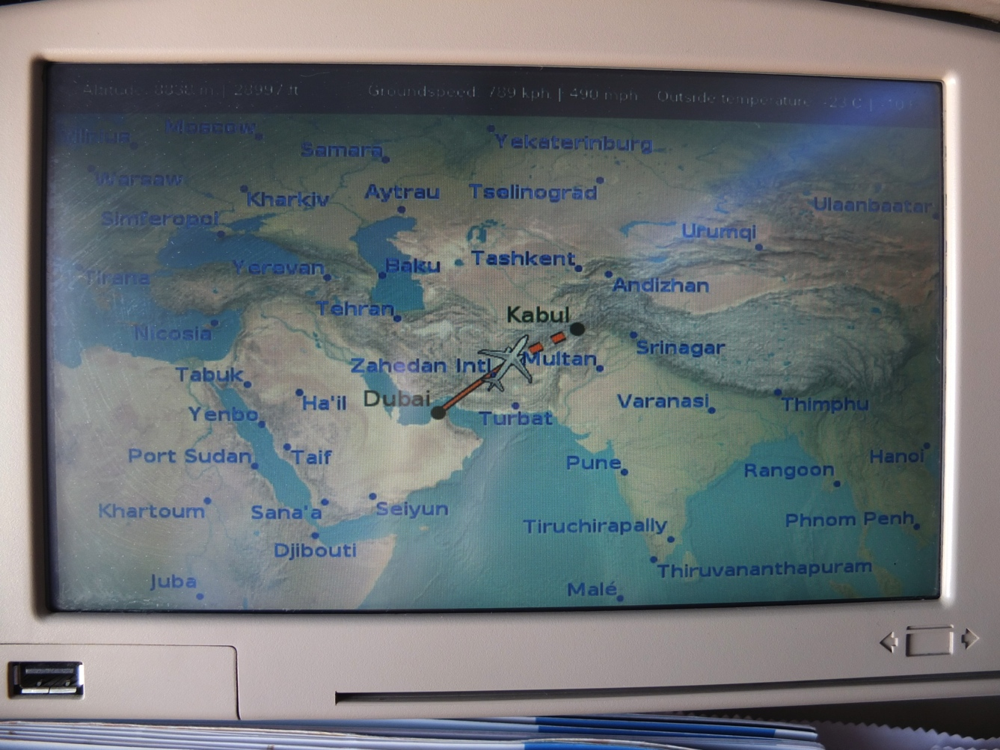 Altitude: 8838 m | 28997 ft Groundspeed: 789 kph | 490 mph Outside temperature: -23 C |
Vilnius
Moscow
Samara
Yekaterinburg
Warsaw
Kharkiv
Aytrau
Tselinograd
Ulaanbaatar
Simferopol
Urumqi
Tirana
Yerevan
Baku
Tashkent
Andizhan
Tehran
Kabul
Nicosia
Srinagar
Zahedan Intl
Multan
Tabuk
Ha'il
Dubai
Varanasi
Thimphu
Yenbo
Turbat
Port Sudan
Taif
Pune
Rangoon
Hanoi
Khartoum
Sana'a
Seiyun
Tiruchirapally
Phnom Penh
Djibouti
Thiruvananthapuram
Juba
Malé